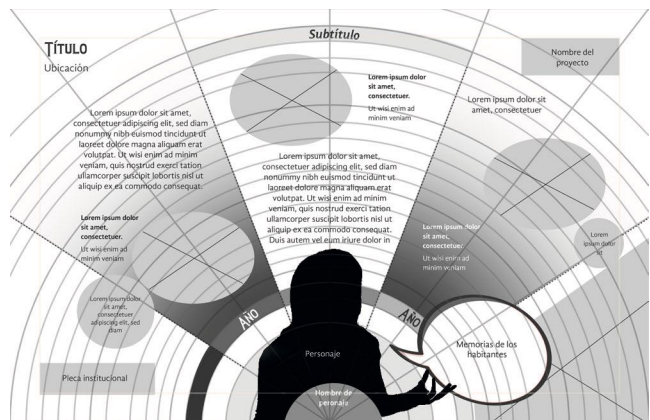 TÍTULO
Ubicación
Subtítulo
Nombre del
proyecto
Lorem ipsum dolor sit amet,
consectetuer adipiscing elit, sed diam
nonummy nibh euismod tincidunt ut
laoreet dolore magna aliquam erat
volutpat. Ut wisi enim ad minim
veniam, quis nostrud exerci tation
ullamcorper suscipit lobortis nisl ut
aliquip ex ea commodo consequat.
Lorem ipsum dolor
sit amet,
consectetuer.
Ut wisi enim ad
minim veniam
Lorem ipsum dolor
sit amet,
consectetuer
adipiscing elit, sed
diam
Pleca institucional
Lorem ipsum dolor
sit amet,
consectetuer.
Ut wisi enim ad
minim veniam
Lorem ipsum dolor sit amet,
consectetuer adipiscing elit, sed diam
nonummy nibh euismod tincidunt ut
laoreet dolore magna aliquam erat
volutpat. Ut wisi enim ad minim
veniam, quis nostrud exerci tation
ullamcorper suscipit lobortis nisl ut
aliquip ex ea commodo consequat.
Duis autem vel eum iriure dolor in
Lorem ipsum dolor sit
amet, consectetuer
Lorem ipsum dolor
sit amet,
consectetuer.
Ut wisi enim ad
minim veniam
Lorem
ipsum dolor
sit
AÑO
AÑO
Personaje
Memorias de los
habitantes
Nombre de
personaje